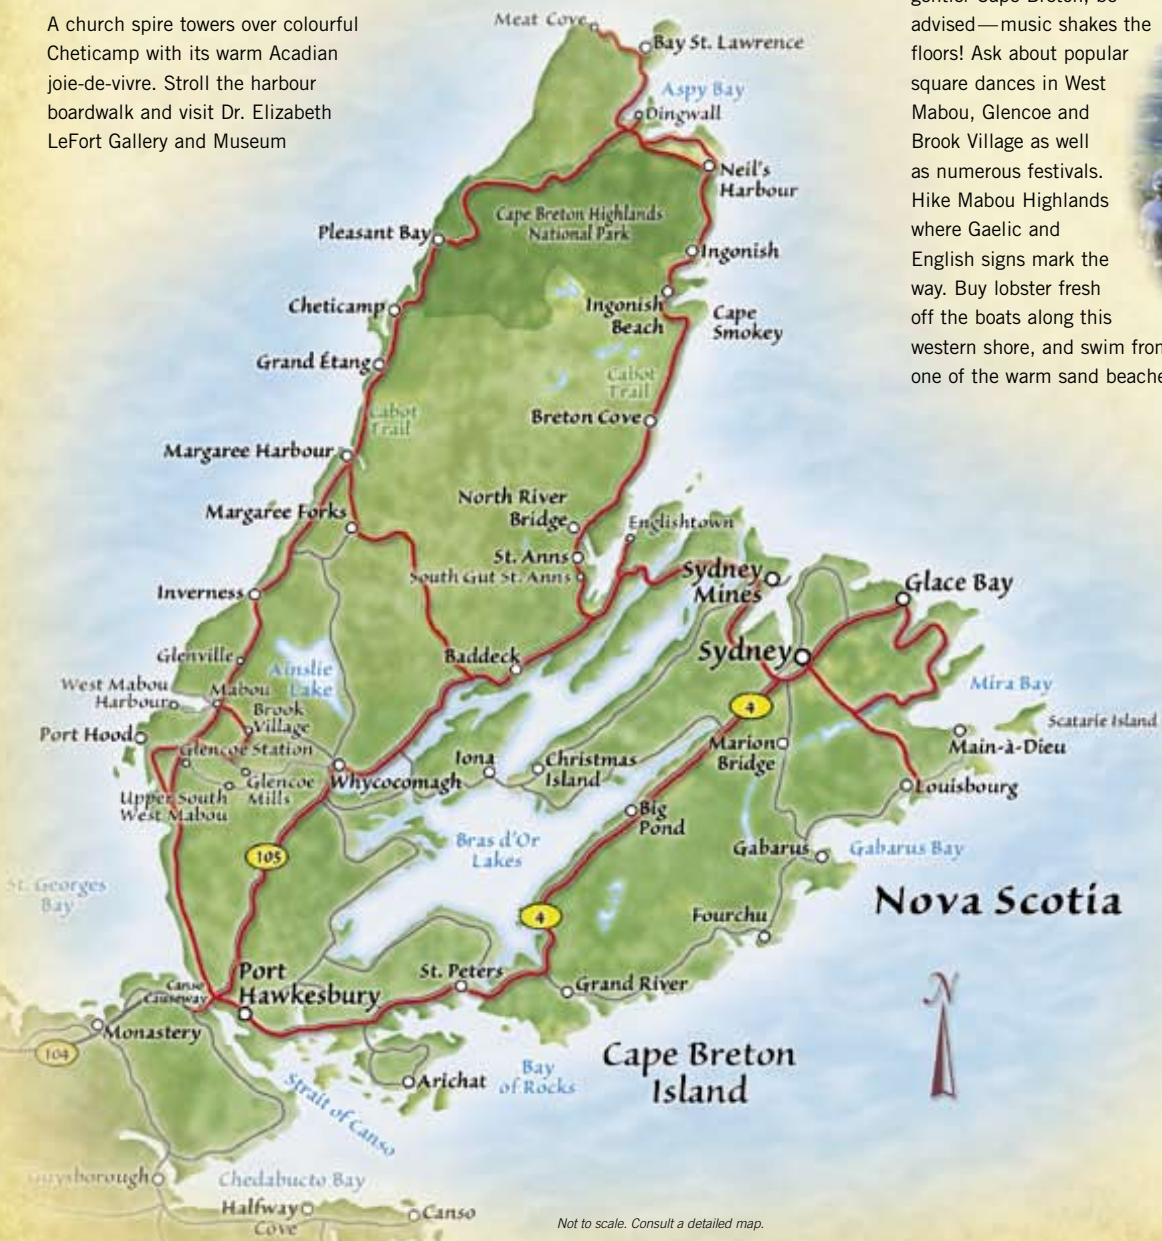 A church spire towers over colourful
Cheticamp with its warm Acadian
joie-de-vivre. Stroll the harbour
boardwalk and visit Dr. Elizabeth
LeFort Gallery and Museum
advised—music shakes the
floors! Ask about popular
square dances in West
Mabou, Glencoe and
Brook Village as well
as numerous festivals.
Hike Mabou Highlands
where Gaelic and
English signs mark the
way. Buy lobster fresh
off the boats along this
western shore, and swim from
one of the warm sand beache
Meat Cove
Bay St. Lawrence
Aspy Bay
Dingwall
Neil's
Harbour
Cape Breton Highlands
National Park
Pleasant Bay
Ingonish
Cheticamp
Ingonish
Beach
Cape
Smokey
Grand Étang
Cabot
Trail
Cabot
Trail
Breton Cove
Margaree Harbour
North River
Bridge
Margaree Forks
Englishtown
St. Anns
South Gut St. Anns
Sydney
Mines
Glace Bay
Inverness
Glenville
Ainslie
Lake
Baddeck
Sydney
West Mabou
Harbour
Mabou
Brook
Village
Mira Bay
4
Scatarie Island
Port Hood
Glencoe Station
Marion
Bridge
Main-à-Dieu
Iona
Christmas
Island
Glencoe
Mills
Whycocomagh
Louisbourg
Upper South
West Mabou
Big
Pond
Bras d'Or
Lakes
105
Gabarus
Gabarus Bay
St. Georges
Bay
Nova Scotia
4
Fourchu
St. Peters
Grand River
Port
Hawkesbury
Canso
Causeway
Monastery
104
Cape Breton
Island
N
Arichat
Bay
of Rocks
Strait of Canso
Chedabucto Bay
Halfway
Cove
Canso
Not to scale. Consult a detailed map.